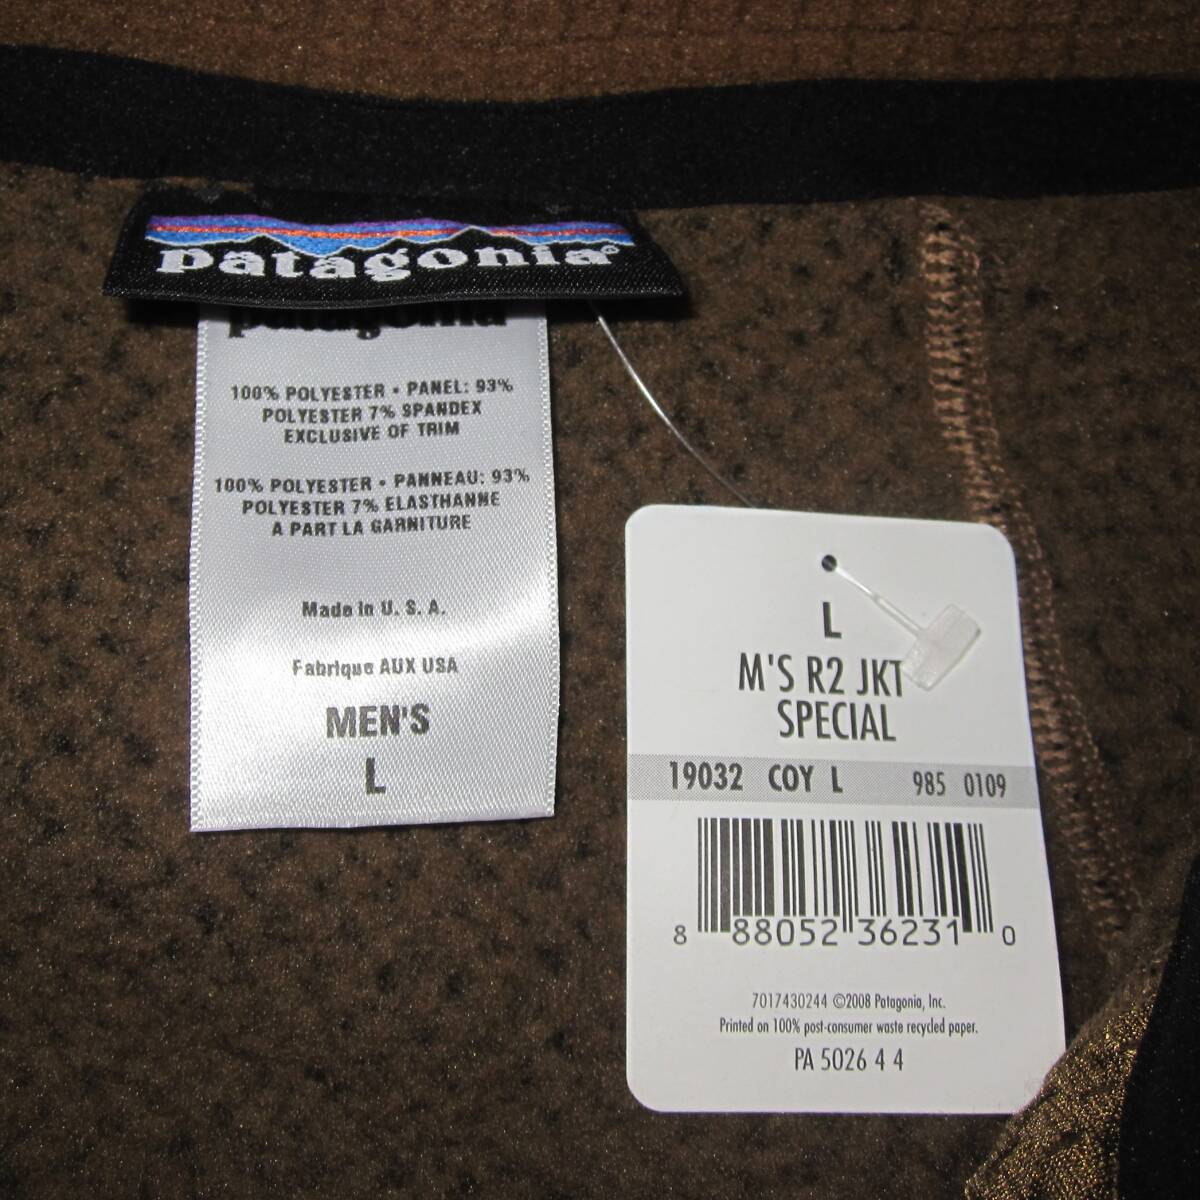 patagonia®
patagonia
100% POLYESTER • PANEL: 93%
POLYESTER 7% SPANDEX
EXCLUSIVE OF TRIM
100% POLYESTER • PANNEAU: 93%
POLYESTER 7% ELASTHANNE
A PART LA GARNITURE
Made in U. S. A.
Fabrique AUX USA
MEN'S
L
L
M'S R2 JKT
SPECIAL
19032 COY L 985 0109
8 88052 36231 0
7017430244 ©2008 Patagonia, Inc.
Printed on 100% post-consumer waste recycled paper.
PA 5026 4 4